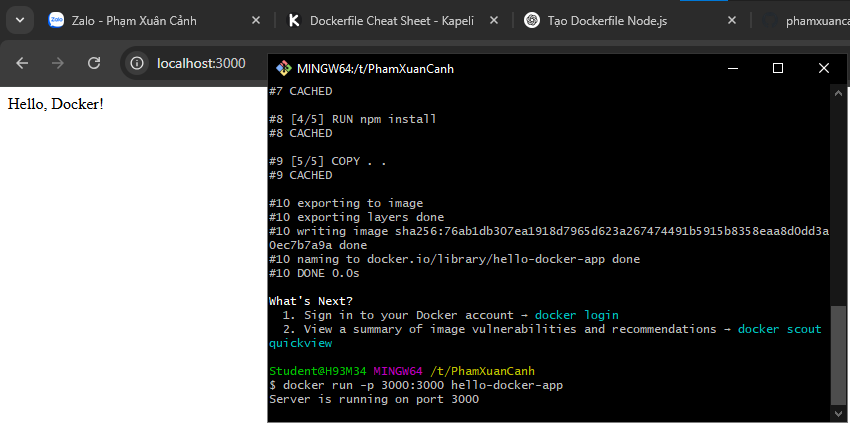 Zalo - Phạm Xuân Cảnh
Dockerfile Cheat Sheet - Kapeli
Tạo Dockerfile Node.js
phamxuanca
localhost:3000
Hello, Docker!
MINGW64:/t/PhamXuanCanh
#7 CACHED
#8 [4/5] RUN npm install
#8 CACHED
#9 [5/5] COPY . .
#9 CACHED
#10 exporting to image
#10 exporting layers done
#10 writing image sha256:76ab1db307ea1918d7965d623a267474491b5915b8358eaa8d0dd3a
0ec7b7a9a done
#10 naming to docker.io/library/hello-docker-app done
#10 DONE 0.0s
What's Next?
1. Sign in to your Docker account → docker login
2. View a summary of image vulnerabilities and recommendations → docker scout
quickview
Student@H93M34 MINGW64 /t/PhamXuanCanh
$ docker run -p 3000:3000 hello-docker-app
Server is running on port 3000